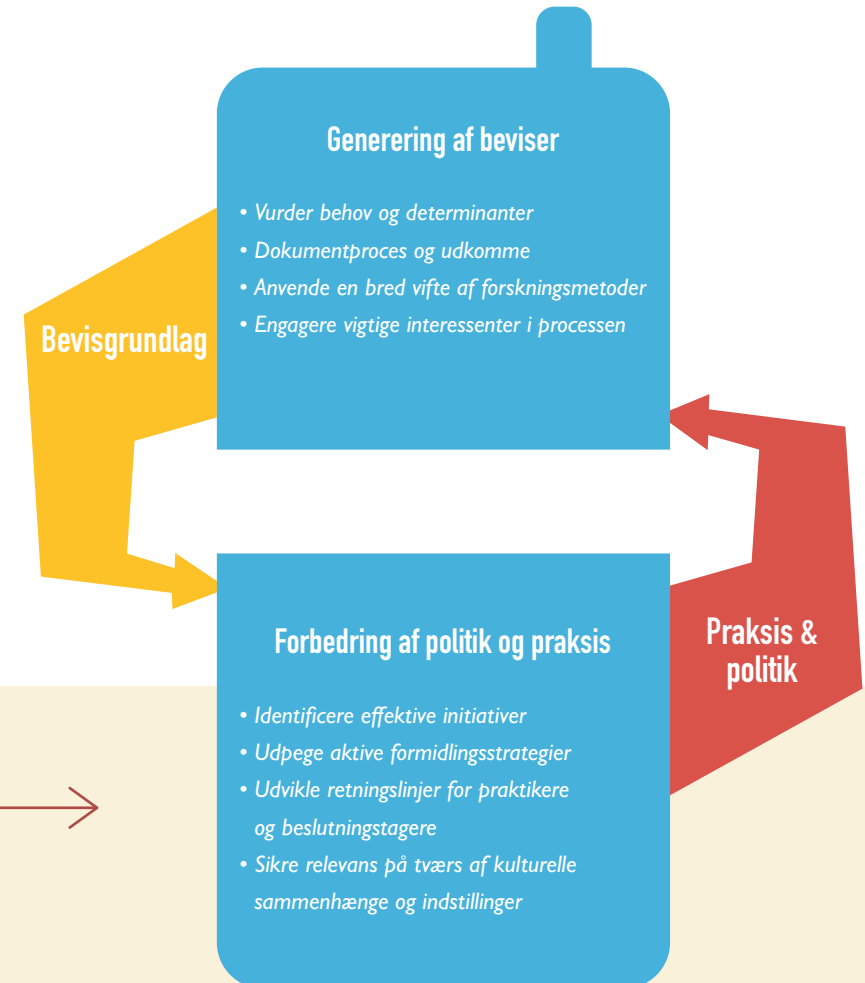 Generering af beviser
• Vurder behov og determinanter
• Dokumentproces og udkomme
• Anvende en bred vifte af forskningsmetoder
• Engagere vigtige interessenter i processen
Bevisgrundlag
Forbedring af politik og praksis
• Identificere effektive initiativer
• Udpege aktive formidlingsstrategier
• Udvikle retningslinjer for praktikere
og beslutningstagere
• Sikre relevans på tværs af kulturelle
sammenhænge og indstillinger
Praksis &
politik